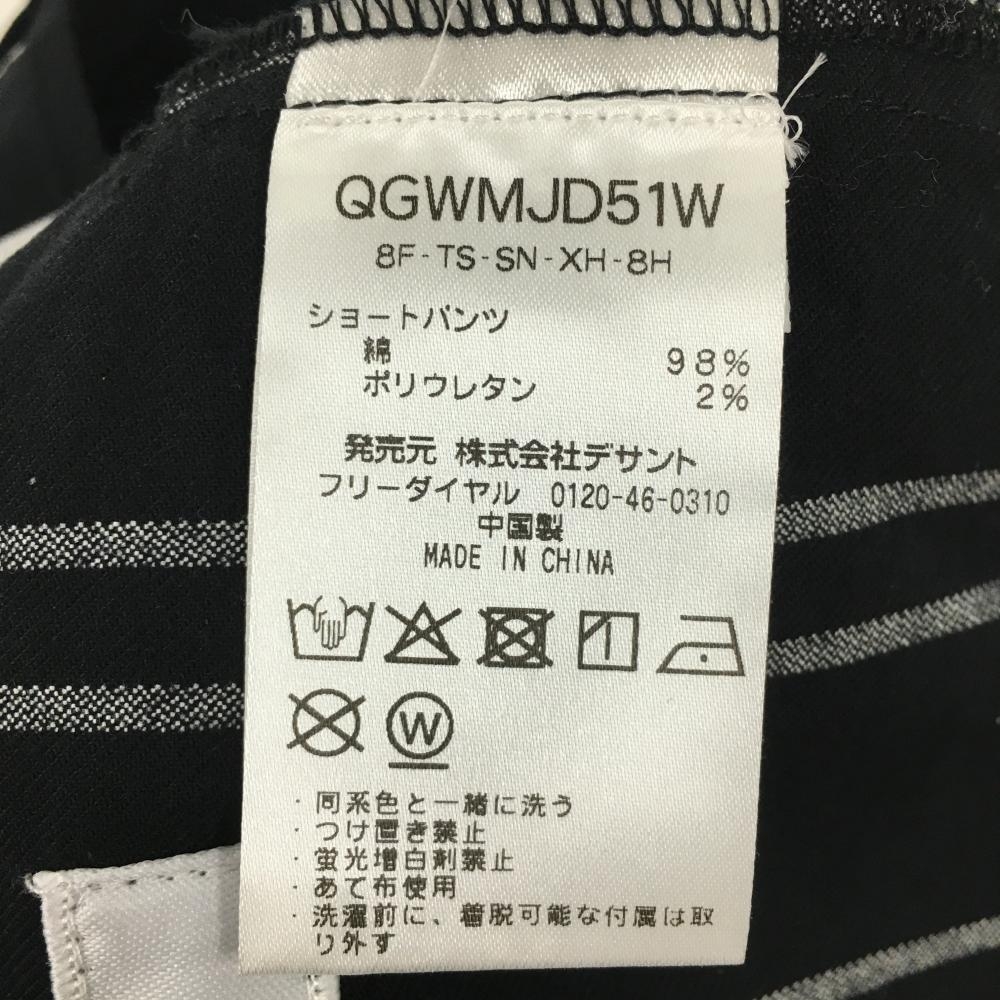 QGWMJD51W
8F-TS-SN-XH-8H
ショートパンツ
綿 98%
ポリウレタン 2%
発売元 株式会社デサント
フリーダイヤル 0120-46-0310
中国製
MADE IN CHINA
W
・同系色と一緒に洗う
・つけ置き禁止
・蛍光増白剤禁止
・あて布使用
・洗濯前に、着脱可能な付属は取
り外す